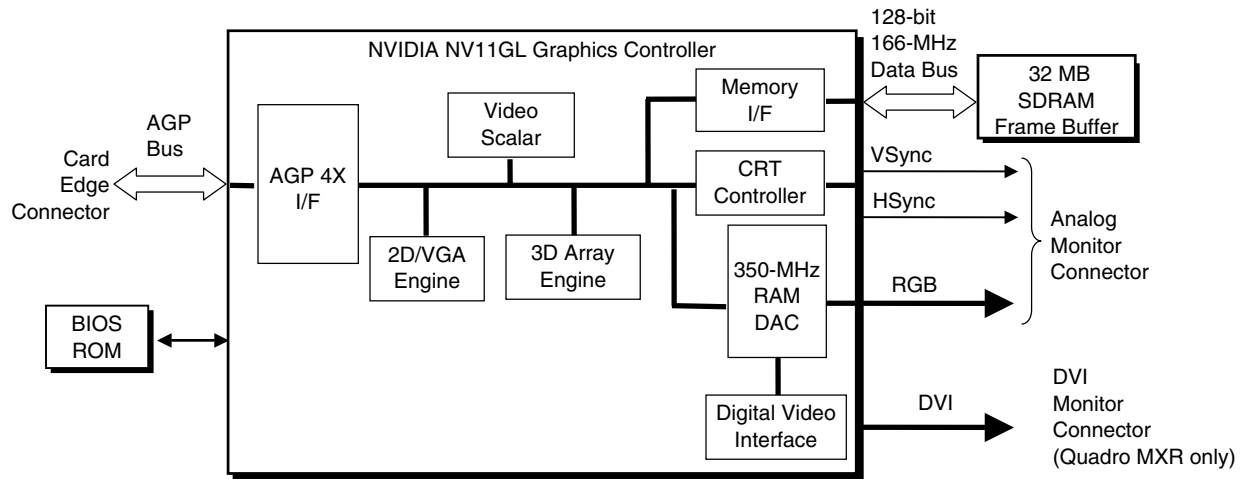 NVIDIA NV11GL Graphics Controller
128-bit
166-MHz
Data Bus
32 MB
SDRAM
Frame Buffer
Memory
I/F
Video
Scalar
AGP
Bus
Card
Edge
Connector
AGP 4X
I/F
CRT
Controller
VSync
HSync
2D/VGA
Engine
3D Array
Engine
350-MHz
RAM
DAC
RGB
Analog
Monitor
Connector
BIOS
ROM
Digital Video
Interface
DVI
DVI
Monitor
Connector
(Quadro MXR only)